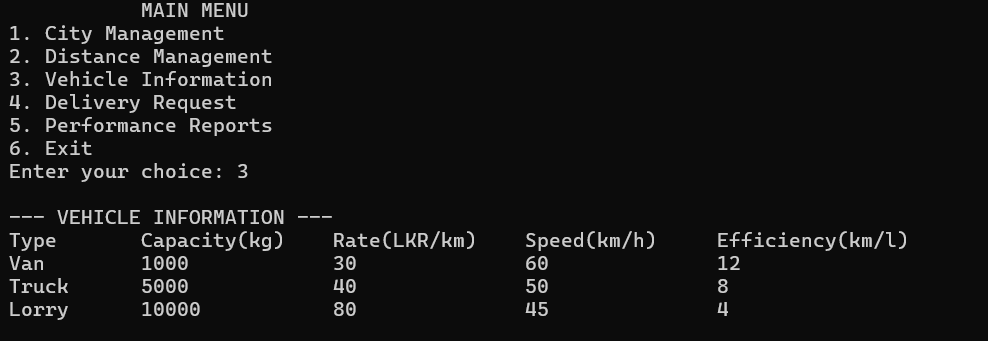 MAIN MENU
1. City Management
2. Distance Management
3. Vehicle Information
4. Delivery Request
5. Performance Reports
6. Exit
Enter your choice: 3
--- VEHICLE INFORMATION ---
Type Capacity(kg) Rate(LKR/km) Speed(km/h) Efficiency(km/l)
Van 1000 30 60 12
Truck 5000 40 50 8
Lorry 10000 80 45 4